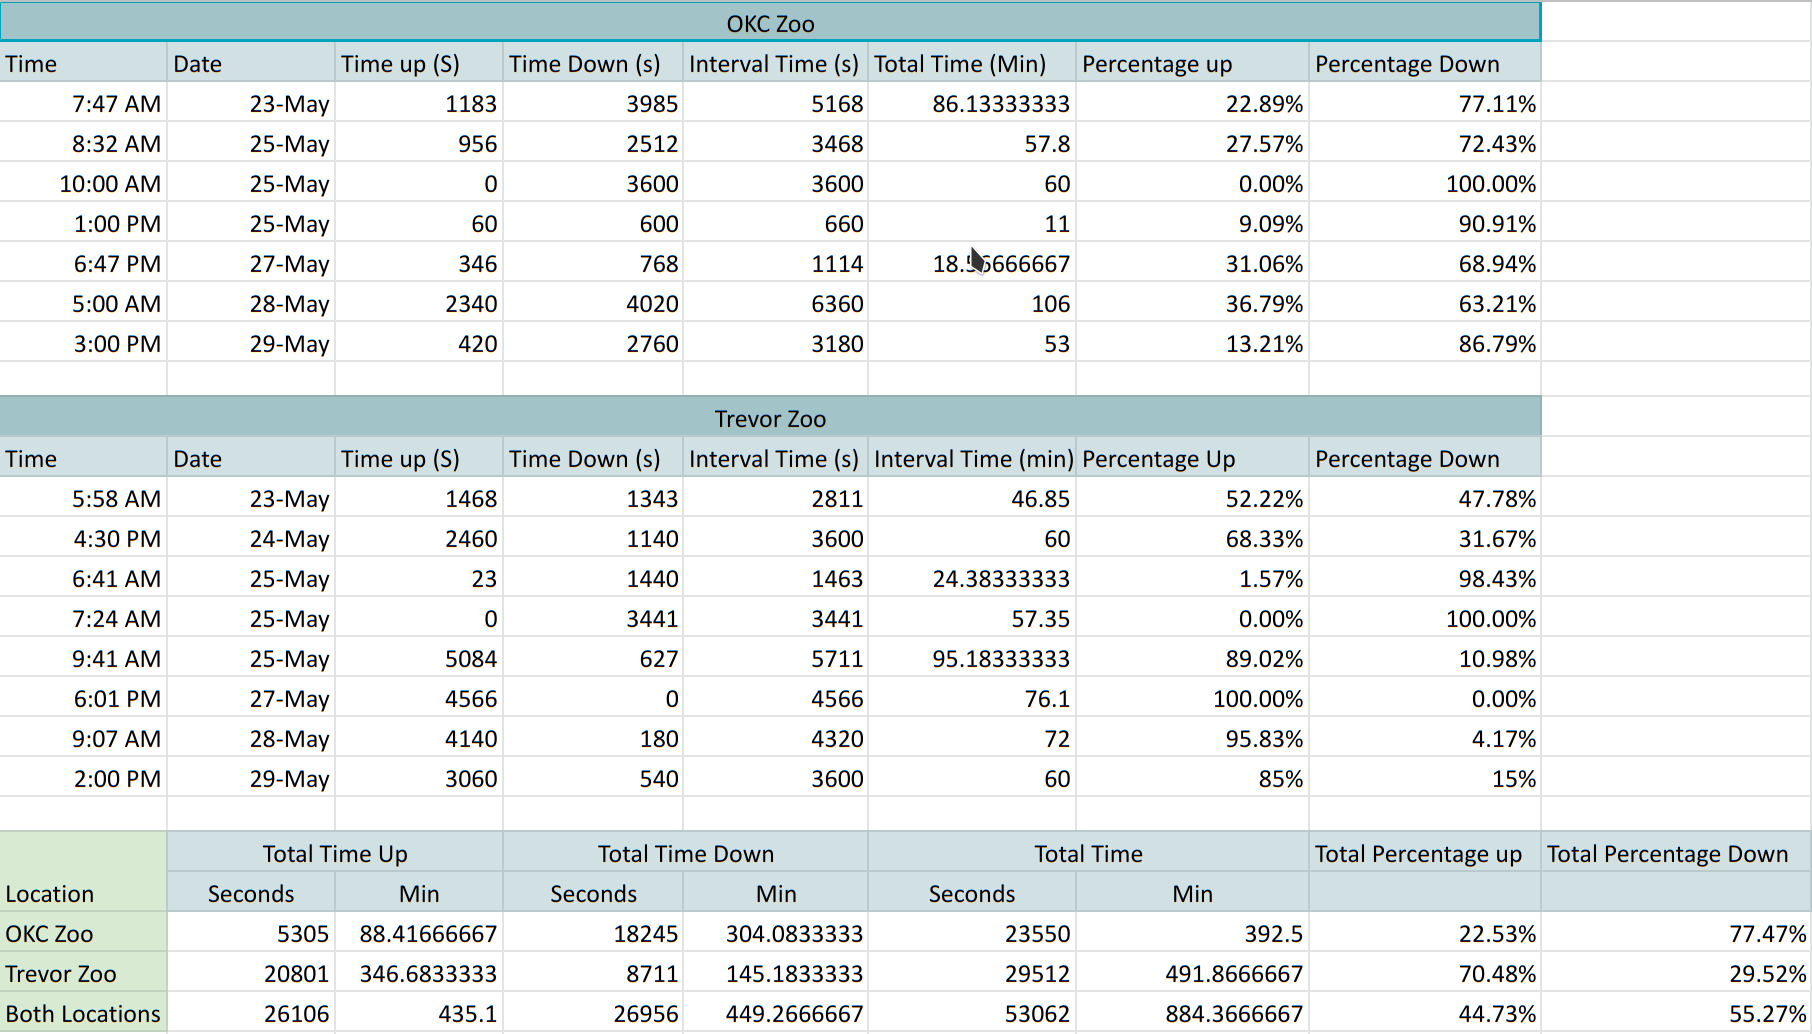 OKC Zoo
Time Date Time up (S) Time Down (s) Interval Time (s) Total Time (Min) Percentage up Percentage Down
7:47 AM 23-May 1183 3985 5168 86.13333333 22.89% 77.11%
8:32 AM 25-May 956 2512 3468 57.8 27.57% 72.43%
10:00 AM 25-May 0 3600 3600 60 0.00% 100.00%
1:00 PM 25-May 60 600 660 11 9.09% 90.91%
6:47 PM 27-May 346 768 1114 18.56666667 31.06% 68.94%
5:00 AM 28-May 2340 4020 6360 106 36.79% 63.21%
3:00 PM 29-May 420 2760 3180 53 13.21% 86.79%
Trevor Zoo
Time Date Time up (S) Time Down (s) Interval Time (s) Interval Time (min) Percentage Up Percentage Down
5:58 AM 23-May 1468 1343 2811 46.85 52.22% 47.78%
4:30 PM 24-May 2460 1140 3600 60 68.33% 31.67%
6:41 AM 25-May 23 1440 1463 24.38333333 1.57% 98.43%
7:24 AM 25-May 0 3441 3441 57.35 0.00% 100.00%
9:41 AM 25-May 5084 627 5711 95.18333333 89.02% 10.98%
6:01 PM 27-May 4566 0 4566 76.1 100.00% 0.00%
9:07 AM 28-May 4140 180 4320 72 95.83% 4.17%
2:00 PM 29-May 3060 540 3600 60 85% 15%
Total Time Up Total Time Down Total Time Total Percentage up Total Percentage Down
Location Seconds Min Seconds Min Seconds Min
OKC Zoo 5305 88.41666667 18245 304.0833333 23550 392.5 22.53% 77.47%
Trevor Zoo 20801 346.6833333 8711 145.1833333 29512 491.8666667 70.48% 29.52%
Both Locations 26106 435.1 26956 449.2666667 53062 884.3666667 44.73% 55.27%